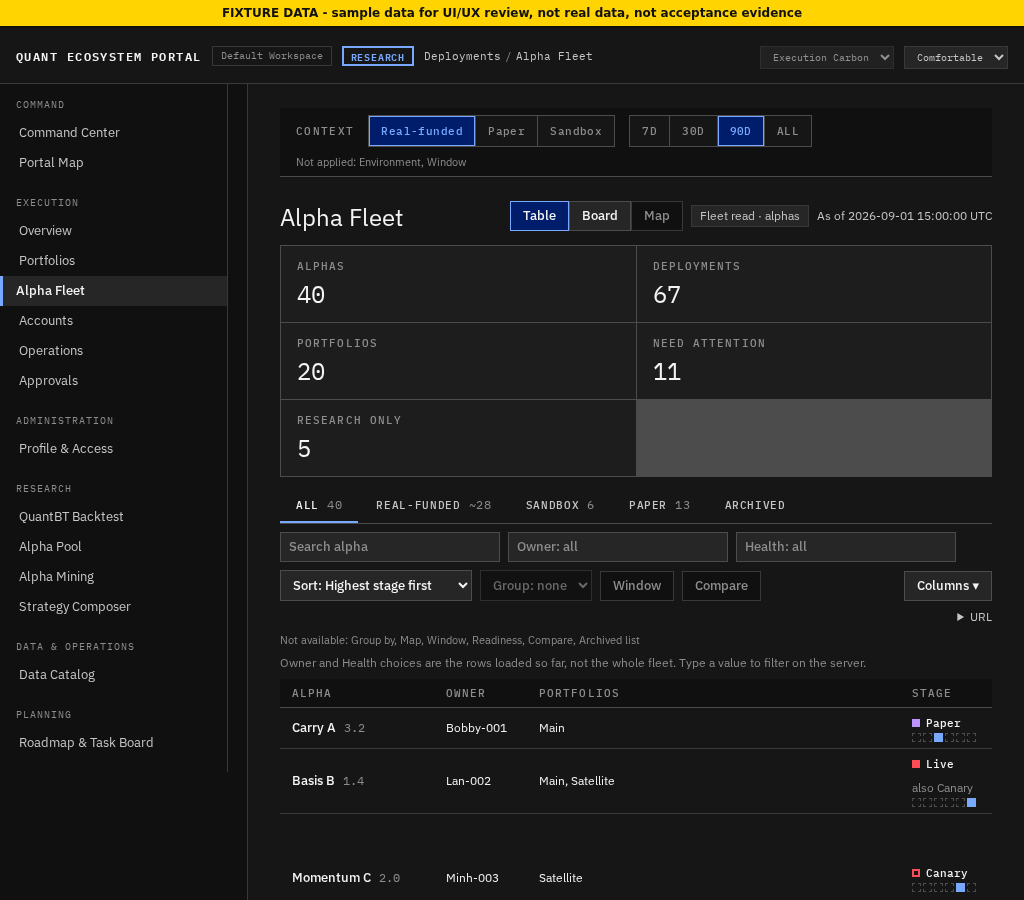 FIXTURE DATA - sample data for UI/UX review, not real data, not acceptance evidence
QUANT ECOSYSTEM PORTAL Default Workspace RESEARCH Deployments / Alpha Fleet Execution Carbon Comfortable
COMMAND
Command Center
Portal Map
EXECUTION
Overview
Portfolios
Alpha Fleet
Accounts
Operations
Approvals
ADMINISTRATION
Profile & Access
RESEARCH
QuantBT Backtest
Alpha Pool
Alpha Mining
Strategy Composer
DATA & OPERATIONS
Data Catalog
PLANNING
Roadmap & Task Board
CONTEXT Real-funded Paper Sandbox 7D 30D 90D ALL
Not applied: Environment, Window
Alpha Fleet Table Board Map Fleet read · alphas As of 2026-09-01 15:00:00 UTC
ALPHAS
40
DEPLOYMENTS
67
PORTFOLIOS
20
NEED ATTENTION
11
RESEARCH ONLY
5
ALL 40 REAL-FUNDED ~28 SANDBOX 6 PAPER 13 ARCHIVED
Search alpha Owner: all Health: all
Sort: Highest stage first Group: none Window Compare Columns ▾
▶ URL
Not available: Group by, Map, Window, Readiness, Compare, Archived list
Owner and Health choices are the rows loaded so far, not the whole fleet. Type a value to filter on the server.
ALPHA OWNER PORTFOLIOS STAGE
Carry A 3.2 Bobby-001 Main Paper
Basis B 1.4 Lan-002 Main, Satellite Live
also Canary
Momentum C 2.0 Minh-003 Satellite Canary